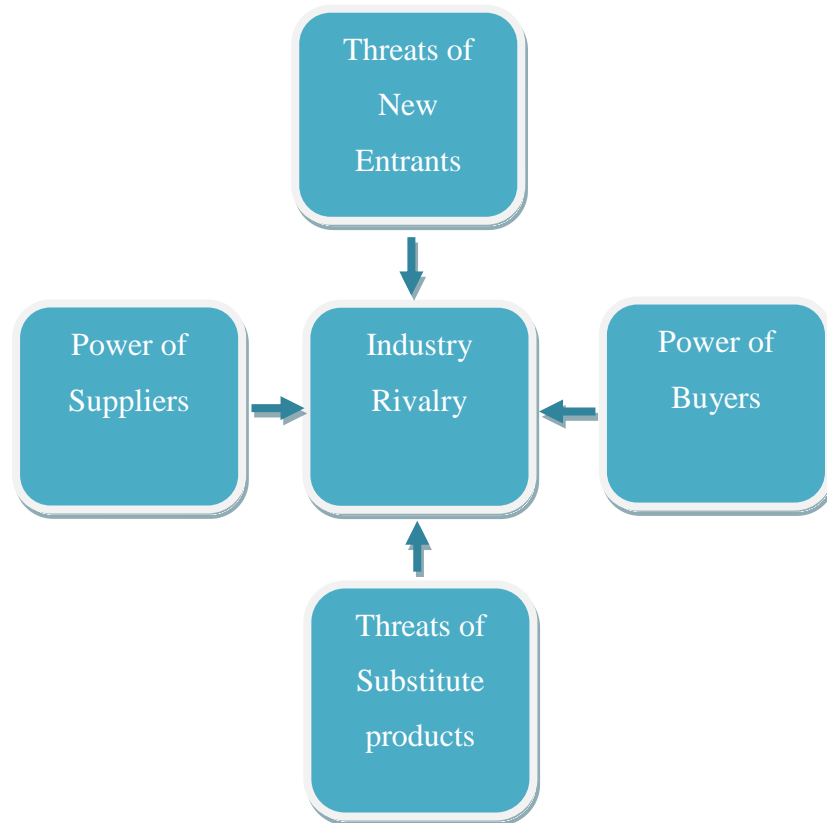 Threats of
New
Entrants
Power of
Suppliers
Industry
Rivalry
Power of
Buyers
Threats of
Substitute
products